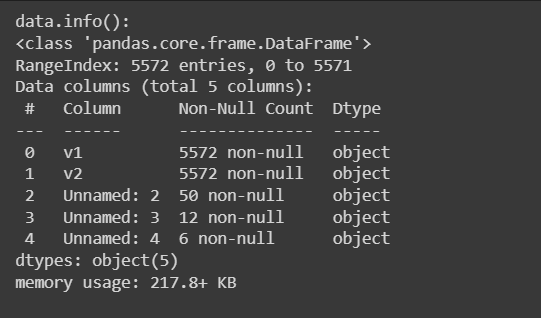 data.info():
<class 'pandas.core.frame.DataFrame'>
RangeIndex: 5572 entries, 0 to 5571
Data columns (total 5 columns):
 #   Column      Non-Null Count  Dtype
---  ------      --------------  -----
 0   v1          5572 non-null   object
 1   v2          5572 non-null   object
 2   Unnamed: 2  50 non-null     object
 3   Unnamed: 3  12 non-null     object
 4   Unnamed: 4  6 non-null      object
dtypes: object(5)
memory usage: 217.8+ KB